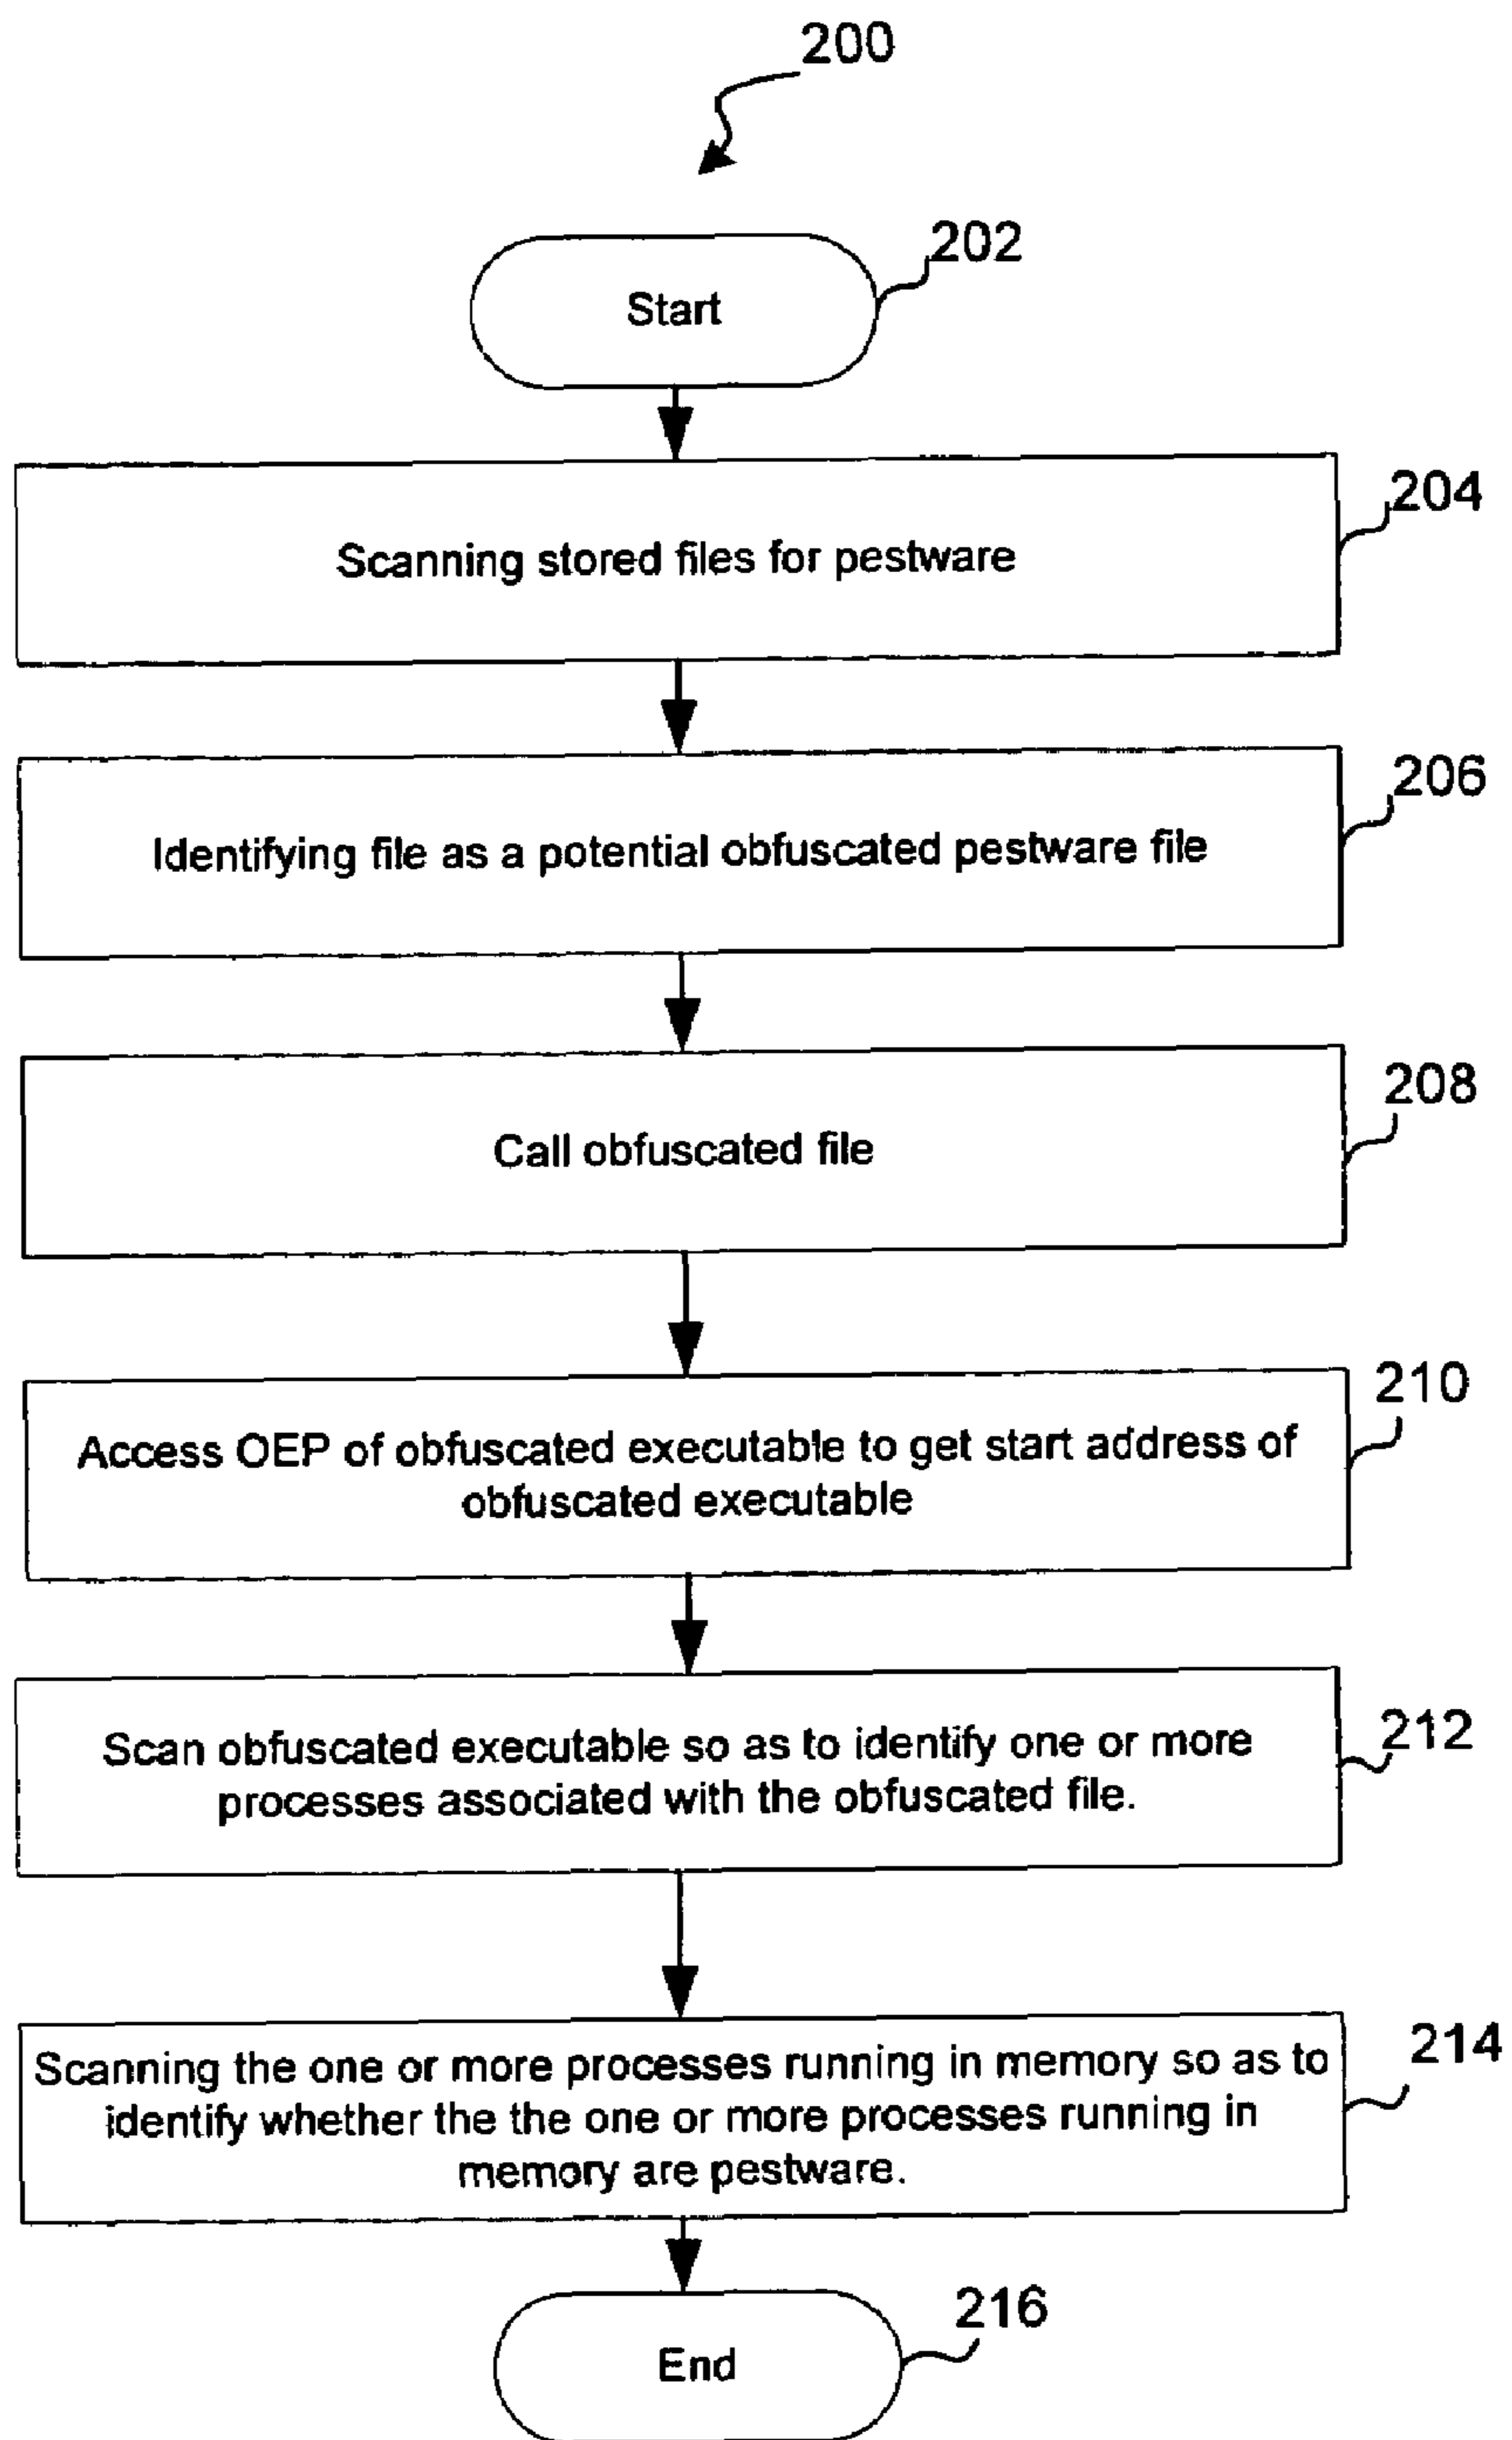 200
202
Start
204
Scanning stored files for pestware
206
Identifying file as a potential obfuscated pestware file
208
Call obfuscated file
210
Access OEP of obfuscated executable to get start address of
obfuscated executable
212
Scan obfuscated executable so as to identify one or more
processes associated with the obfuscated file.
214
Scanning the one or more processes running in memory so as to
identify whether the the one or more processes running in
memory are pestware.
216
End